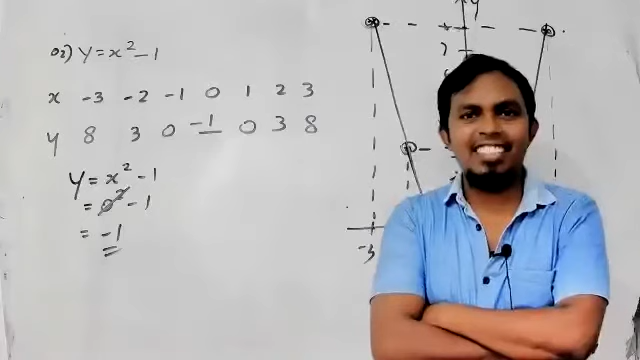 02) y = x² - 1
x -3 -2 -1 0 1 2 3
y 8 3 0 -1 0 3 8
y = x² - 1
= 0² - 1
= -1
y
-3